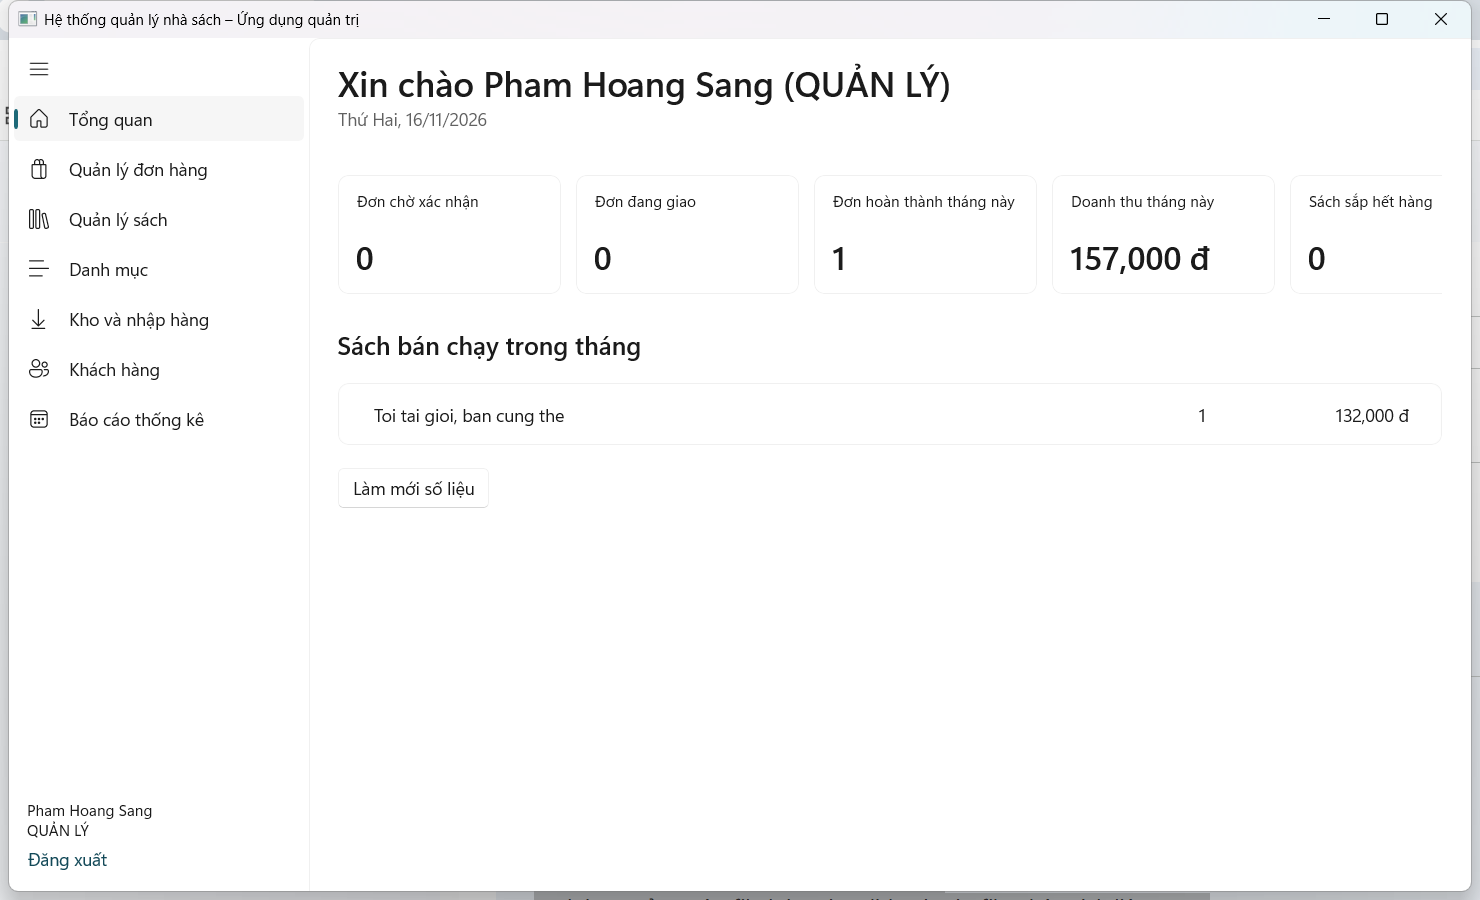 Hệ thống quản lý nhà sách – Ứng dụng quản trị
Tổng quan
Quản lý đơn hàng
Quản lý sách
Danh mục
Kho và nhập hàng
Khách hàng
Báo cáo thống kê
Pham Hoang Sang
QUẢN LÝ
Đăng xuất
Xin chào Pham Hoang Sang (QUẢN LÝ)
Thứ Hai, 16/11/2026
Đơn chờ xác nhận
0
Đơn đang giao
0
Đơn hoàn thành tháng này
1
Doanh thu tháng này
157,000 đ
Sách sắp hết hàng
0
Sách bán chạy trong tháng
Toi tai gioi, ban cung the 1 132,000 đ
Làm mới số liệu